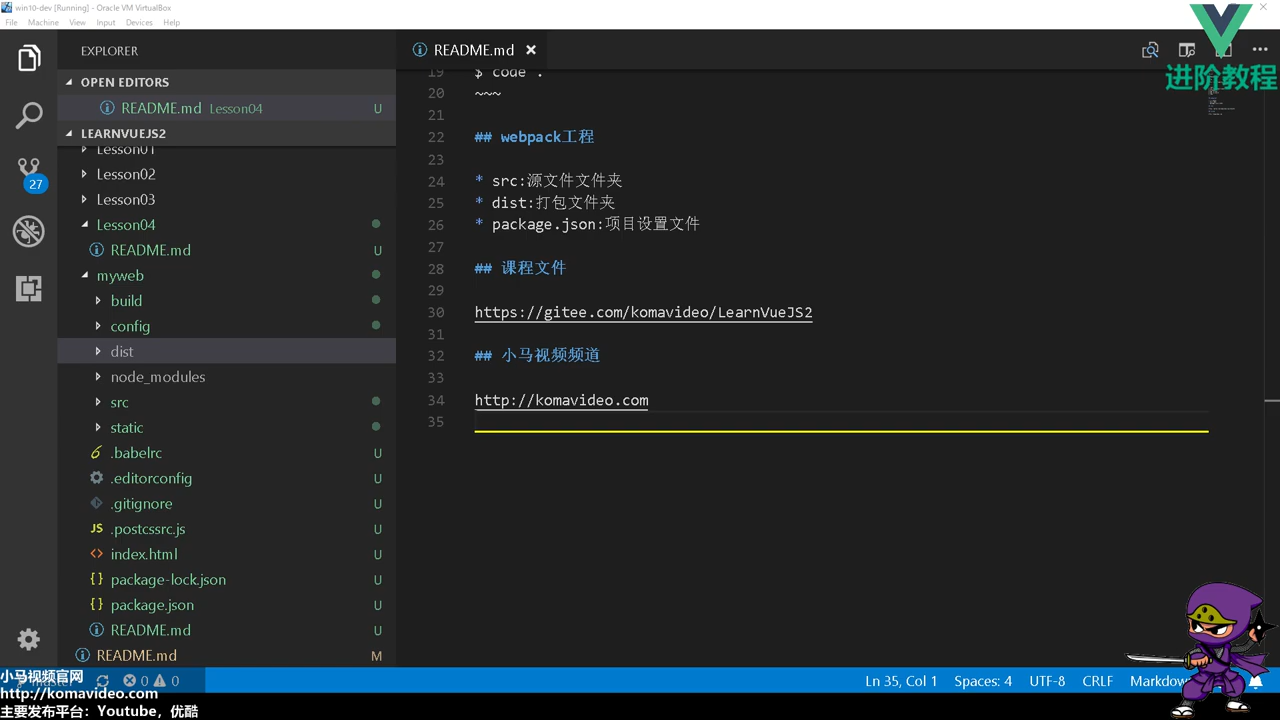 win10-dev [Running] - Oracle VM VirtualBox
File Machine View Input Devices Help
EXPLORER
README.md
进阶教程
OPEN EDITORS
README.md Lesson04 U
LEARNVUEJS2
Lesson01
Lesson02
Lesson03
Lesson04
README.md U
myweb
build
config
dist
node_modules
src
static
.babelrc U
.editorconfig U
.gitignore U
.postcssrc.js U
index.html U
package-lock.json U
package.json U
README.md U
README.md M
27
19 $ code .
20 ~~~
21
22 ## webpack工程
23
24 * src:源文件文件夹
25 * dist:打包文件夹
26 * package.json:项目设置文件
27
28 ## 课程文件
29
30 https://gitee.com/komavideo/LearnVueJS2
31
32 ## 小马视频频道
33
34 http://komavideo.com
35
0 0
Ln 35, Col 1 Spaces: 4 UTF-8 CRLF Markdown
小马视频官网
http://komavideo.com
主要发布平台：Youtube，优酷